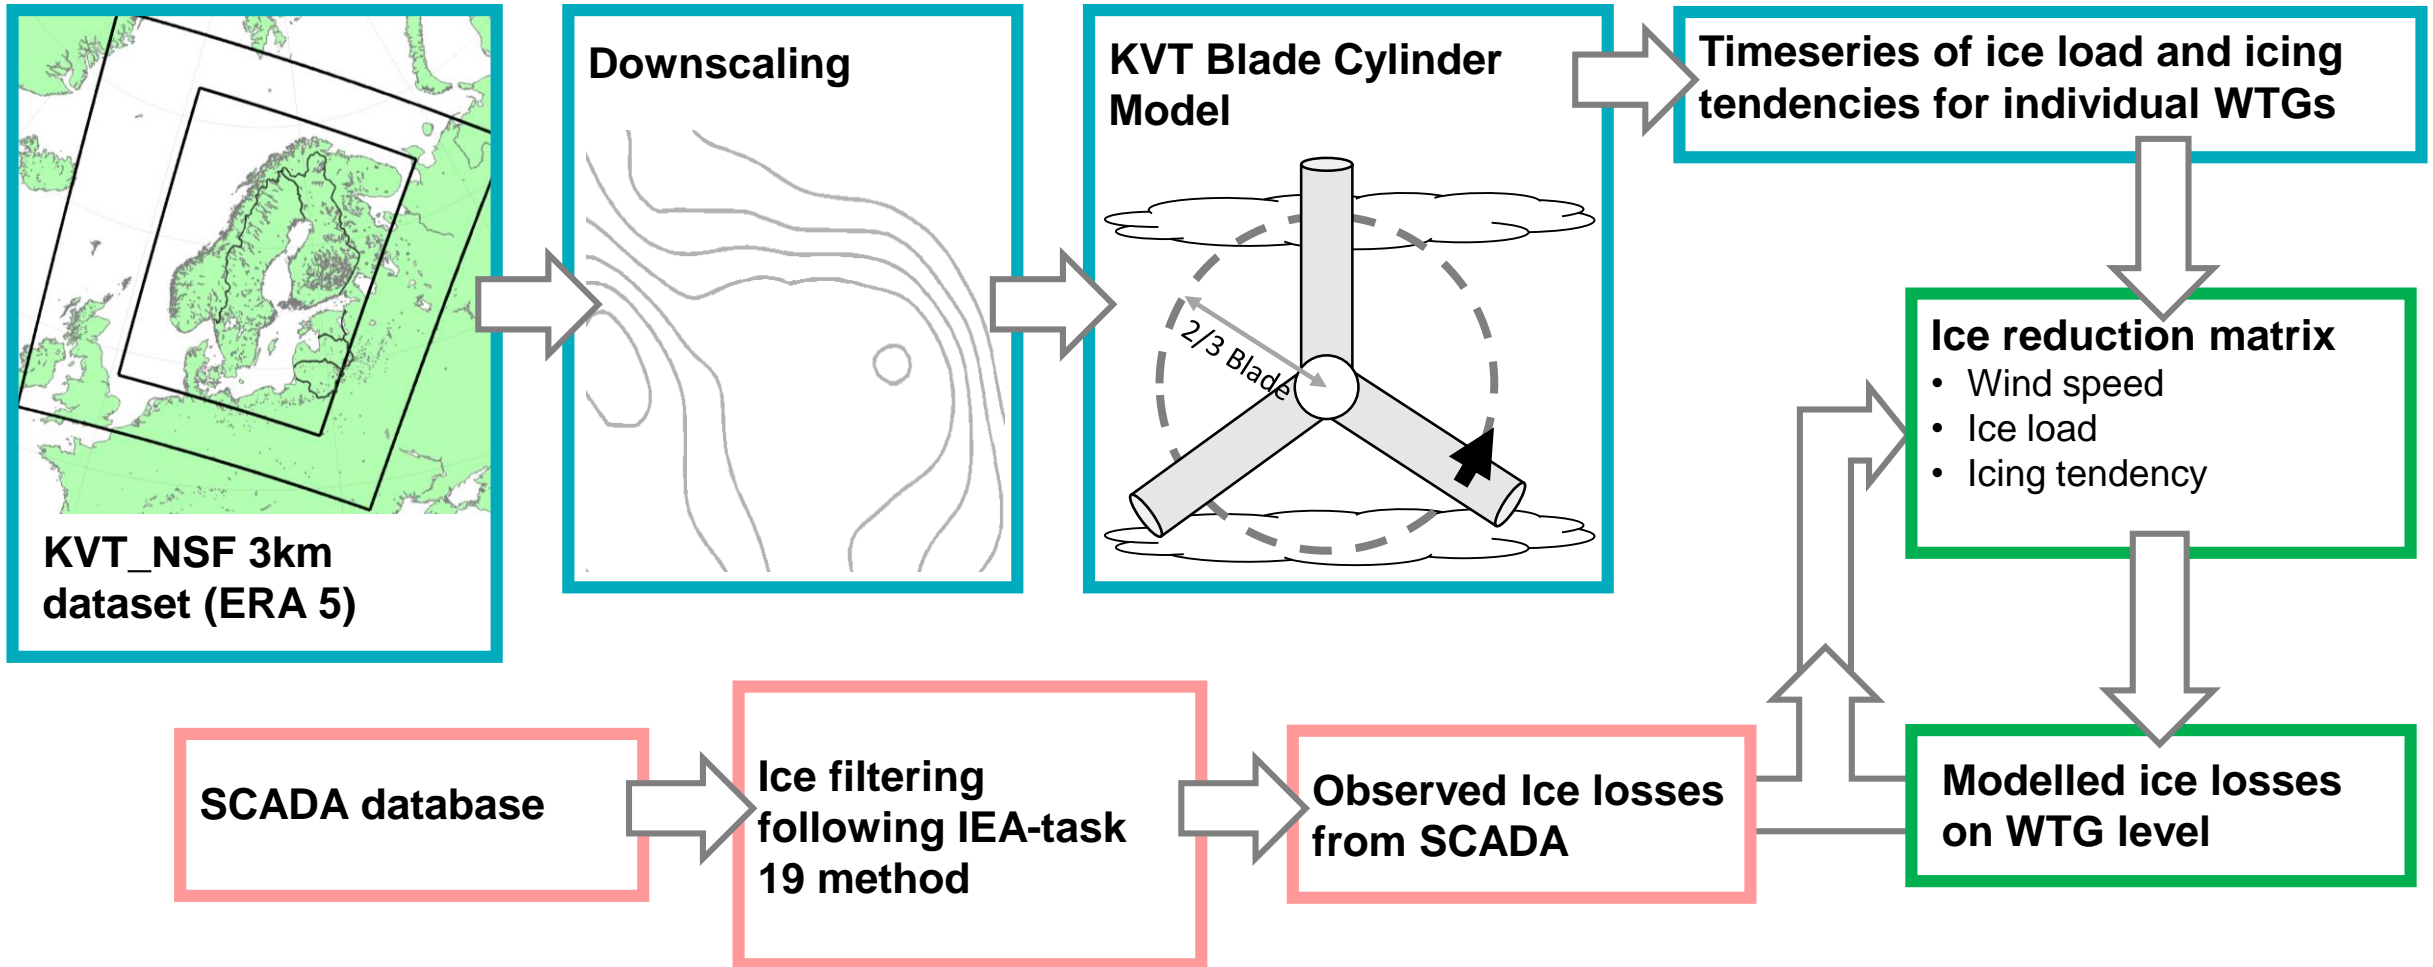 KVT_NSF 3km
dataset (ERA 5)
Downscaling
KVT Blade Cylinder
Model
2/3 Blade
Timeseries of ice load and icing
tendencies for individual WTGs
Ice reduction matrix
• Wind speed
• Ice load
• Icing tendency
SCADA database
Ice filtering
following IEA-task
19 method
Observed Ice losses
from SCADA
Modelled ice losses
on WTG level